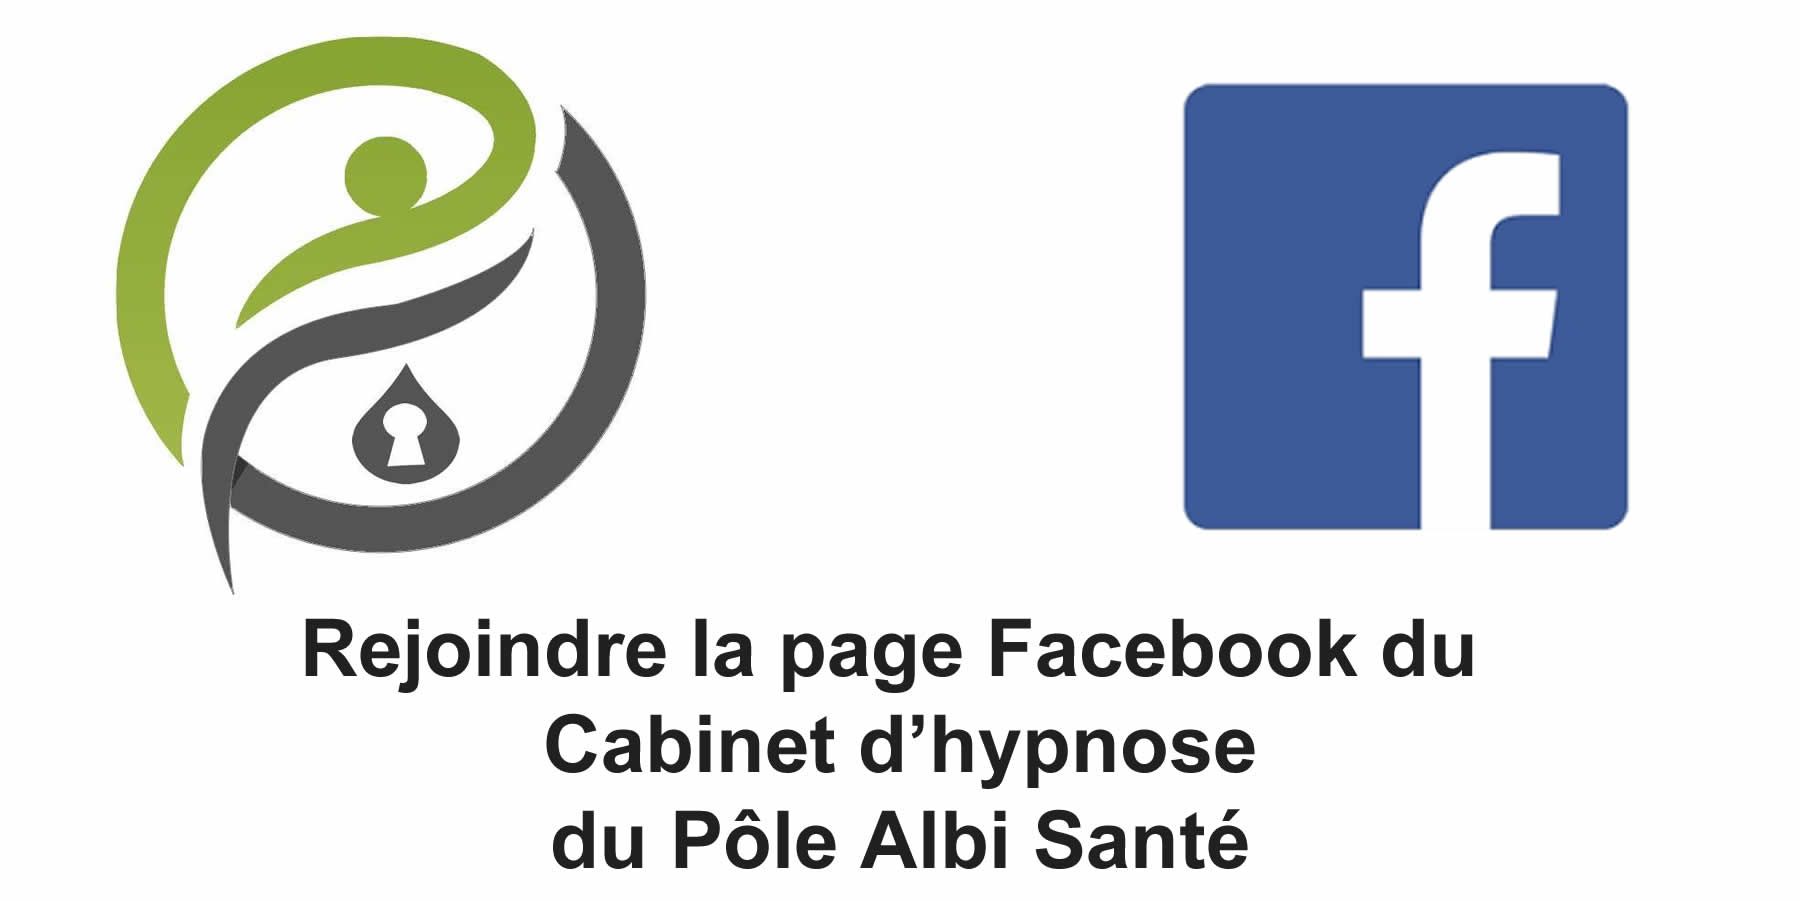 f
Rejoindre la page Facebook du
Cabinet d’hypnose
du Pôle Albi Santé